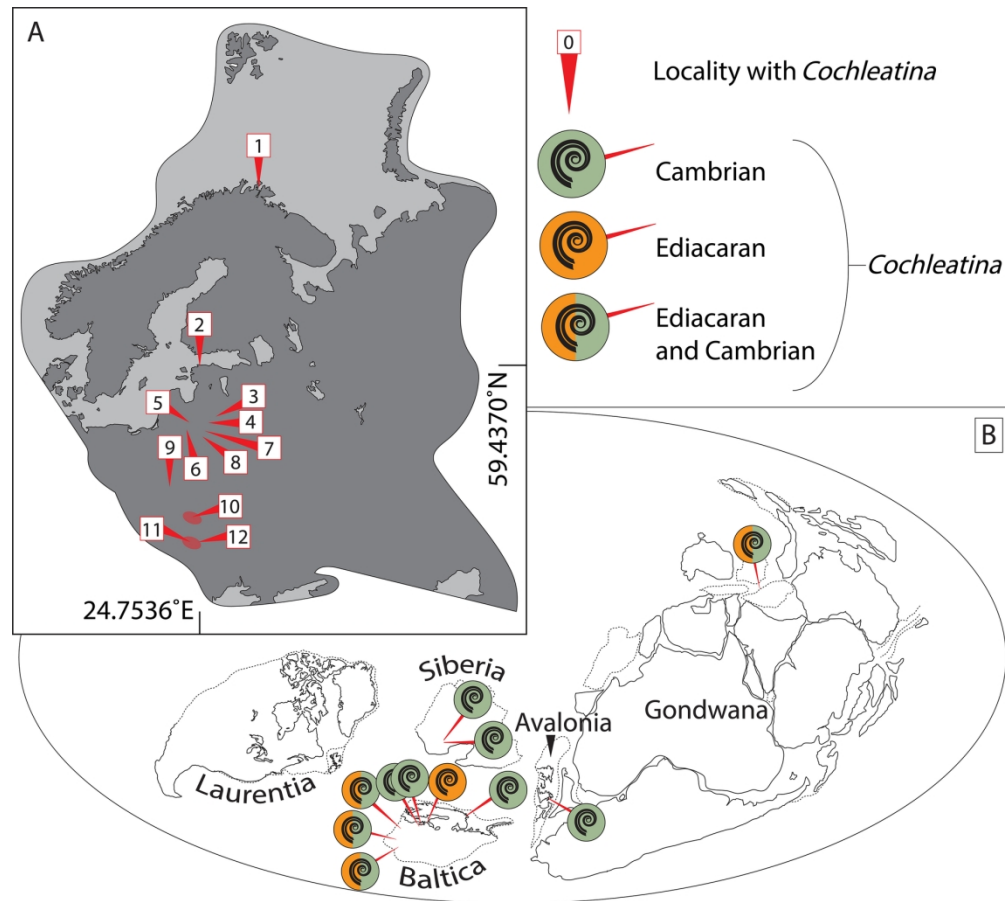 A
1
2
3
5
4
9
7
6
8
10
11
12
24.7536°E
59.4370°N
0
Locality with Cochleatina
Cambrian
Ediacaran
Cochleatina
Ediacaran
and Cambrian
B
Siberia
Avalonia
Gondwana
Laurentia
Baltica